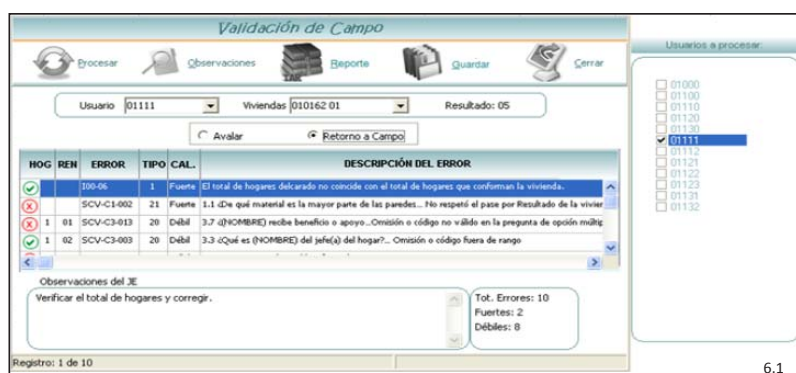 Validación de Campo
Procesar
Observaciones
Reporte
Guardar
Cerrar
Usuario 01111 Viviendas 010162 01 Resultado: 05
Avalar Retorno a Campo
HOG REN ERROR TIPO CAL. DESCRIPCIÓN DEL ERROR
I00-06 1 Fuerte El total de hogares delcarado no coincide con el total de hogares que conforman la vivienda.
SCV-C1-002 21 Fuerte 1.1 ¿De qué material es la mayor parte de las paredes... No respetó el pase por Resultado de la vivier
1 01 SCV-C3-013 20 Débil 3.7 ¿(NOMBRE) recibe beneficio o apoyo...Omisión o código no válido en la pregunta de opción múltip
1 02 SCV-C3-003 20 Débil 3.3 ¿Qué es (NOMBRE) del jefe(a) del hogar?... Omisión o código fuera de rango
Observaciones del JE
Verificar el total de hogares y corregir.
Tot. Errores: 10
Fuertes: 2
Débiles: 8
Registro: 1 de 10
Usuarios a procesar:
01000
01100
01110
01120
01130
01111
01112
01121
01122
01123
01131
01132
6.1